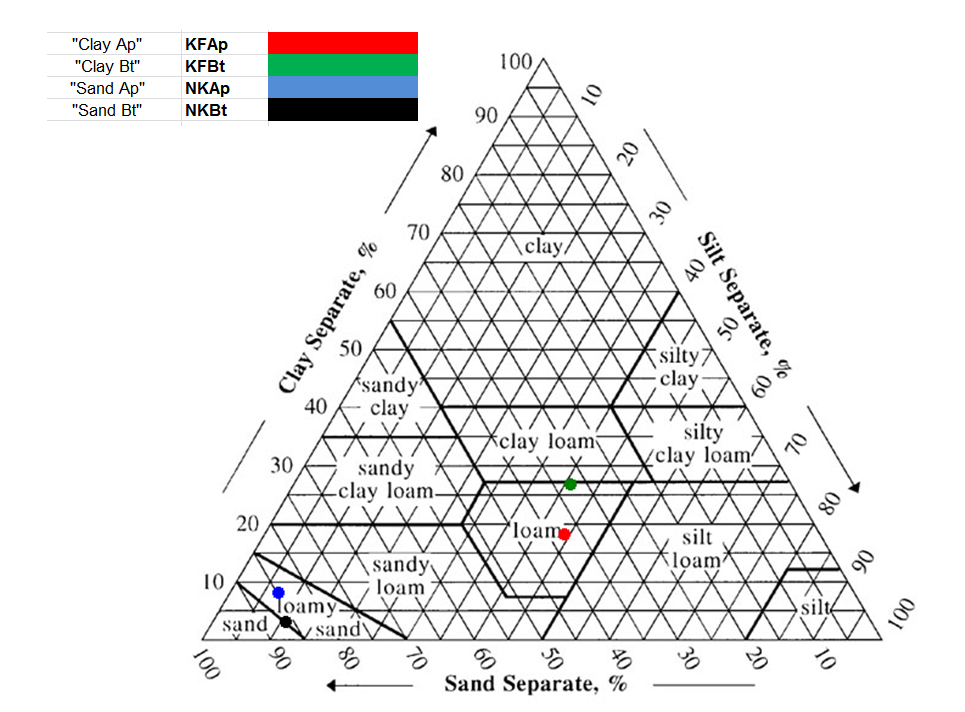 "Clay Ap" KFAp
"Clay Bt" KFBt
"Sand Ap" NKAp
"Sand Bt" NKBt
100
90
80
70
60
50
40
30
20
10
Clay Separate, %
10
20
30
40
50
60
70
80
90
100
Silt Separate, %
clay
silty
clay
sandy
clay
clay loam
silty
clay loam
sandy
clay loam
loam
silt
loam
sandy
loam
loamy
sand
sand
silt
100
90
80
70
60
50
40
30
20
10
Sand Separate, %